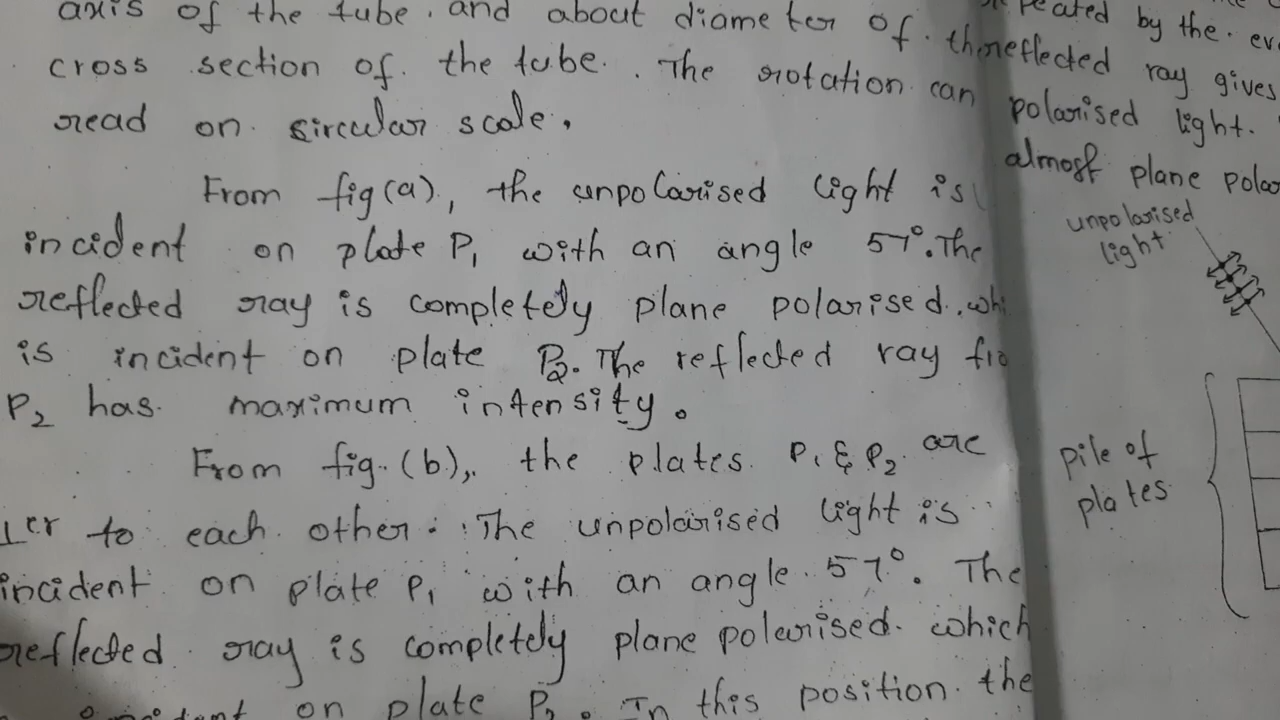 axis of the tube. and about diameter of. th
cross section of. the tube. . The rotation can
read on. sircular scale.
From fig(a), the unpolarised light is
incident on plate P1 with an angle 57°. The
reflected ray is completely plane polarised. whi
is incident on plate P2. The reflected ray fro
P2 has. maximum intensity.
From fig. (b),. the plates. P1 & P2 are
⊥er to each other. The unpolarised light is
incident on plate P1 with an angle. 57°. The
reflected. ray is completely plane polarised. which
on plate P2. In this position. the
by the.
reflected ray gives
polarised light.
almost plane polar
unpolarised
light
pile of
plates